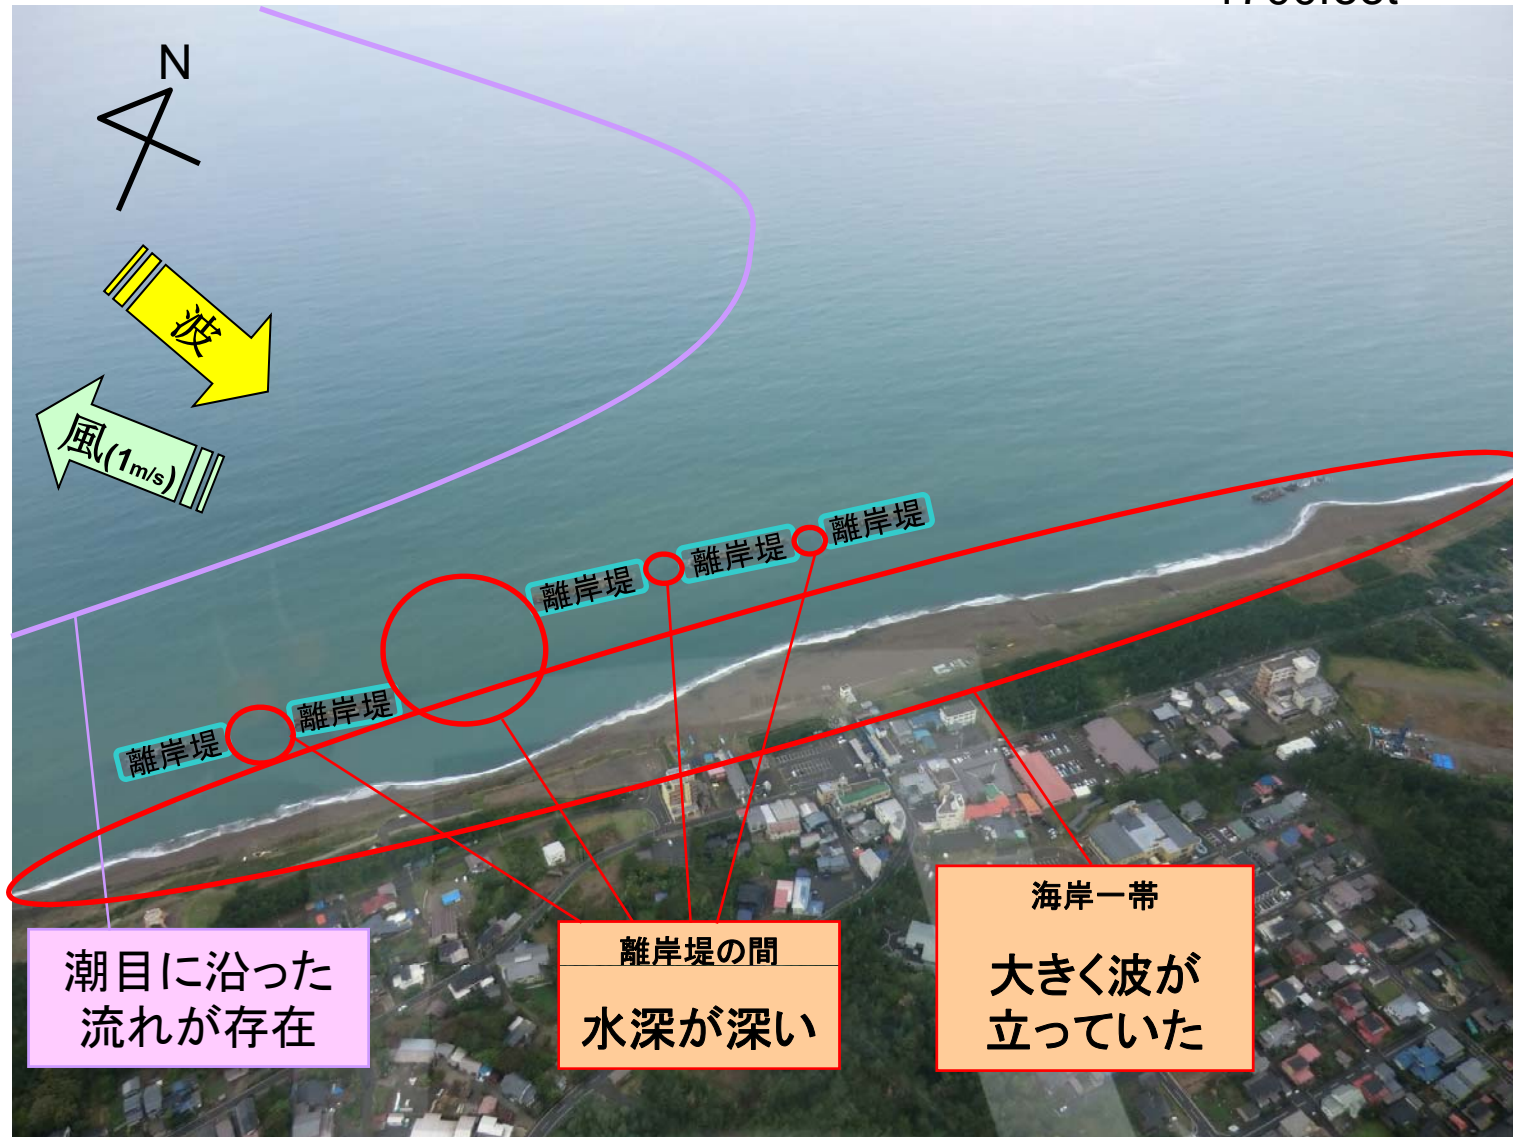 N
波
風(1m/s)
離岸堤
離岸堤
離岸堤
離岸堤
離岸堤
潮目に沿った
流れが存在
離岸堤の間
水深が深い
海岸一帯
大きく波が
立っていた